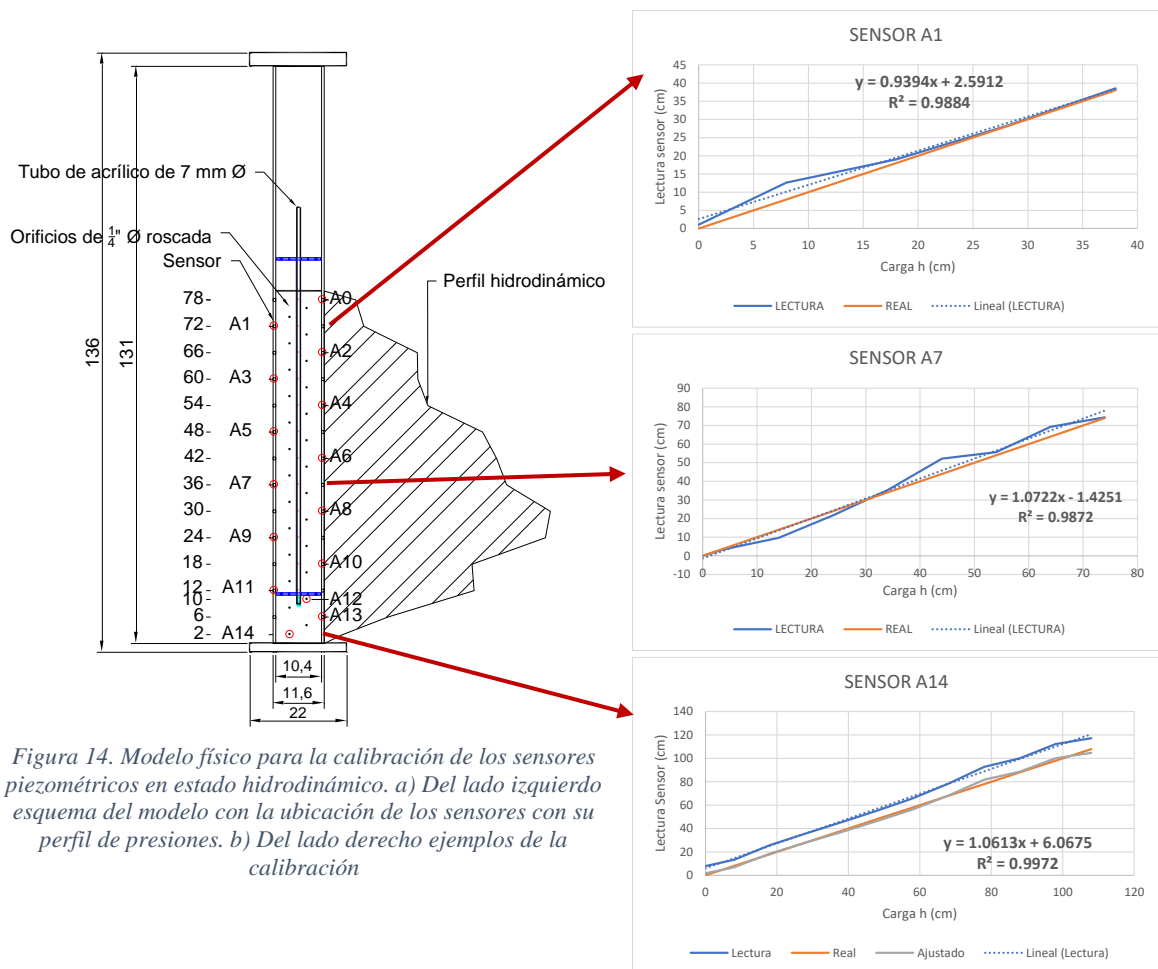 136
131
Tubo de acrílico de 7 mm Ø
Orificios de 1/4" Ø roscada
Sensor
Perfil hidrodinámico
78
A0
72
A1
66
A2
60
A3
54
A4
48
A5
42
A6
36
A7
30
A8
24
A9
18
A10
12
A11
10
A12
6
A13
2
A14
10,4
11,6
22
Figura 14. Modelo físico para la calibración de los sensores
piezométricos en estado hidrodinámico. a) Del lado izquierdo
esquema del modelo con la ubicación de los sensores con su
perfil de presiones. b) Del lado derecho ejemplos de la
calibración
SENSOR A1
y = 0.9394x + 2.5912
R² = 0.9884
Lectura sensor (cm)
45
40
35
30
25
20
15
10
5
0
0 5 10 15 20 25 30 35 40
Carga h (cm)
LECTURA REAL Lineal (LECTURA)
SENSOR A7
Lectura sensor (cm)
90
80
70
60
50
40
30
20
10
0
-10
y = 1.0722x - 1.4251
R² = 0.9872
0 10 20 30 40 50 60 70 80
Carga h (cm)
LECTURA REAL Lineal (LECTURA)
SENSOR A14
Lectura Sensor (cm)
140
120
100
80
60
40
20
0
y = 1.0613x + 6.0675
R² = 0.9972
0 20 40 60 80 100 120
Carga h (cm)
Lectura Real Ajustado Lineal (Lectura)